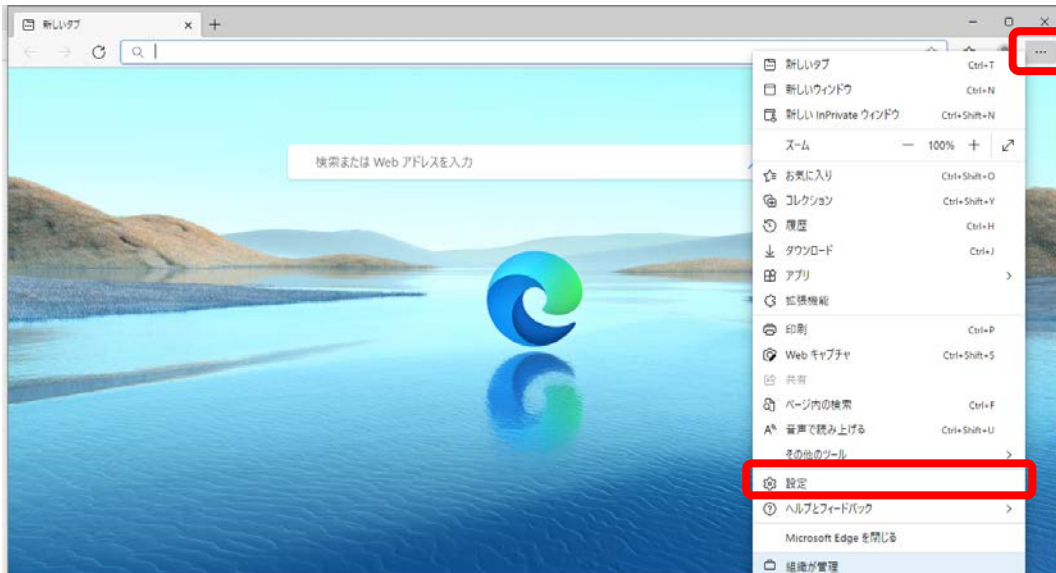 新しいタブ
検索または Web アドレスを入力
新しいタブ Ctrl+T
新しいウィンドウ Ctrl+N
新しい InPrivate ウィンドウ Ctrl+Shift+N
ズーム 100%
お気に入り Ctrl+Shift+O
コレクション Ctrl+Shift+Y
履歴 Ctrl+H
ダウンロード Ctrl+J
アプリ
拡張機能
印刷 Ctrl+P
Web キャプチャ Ctrl+Shift+S
共有
ページ内の検索 Ctrl+F
音声で読み上げる Ctrl+Shift+U
その他のツール
設定
ヘルプとフィードバック
Microsoft Edge を閉じる
組織が管理